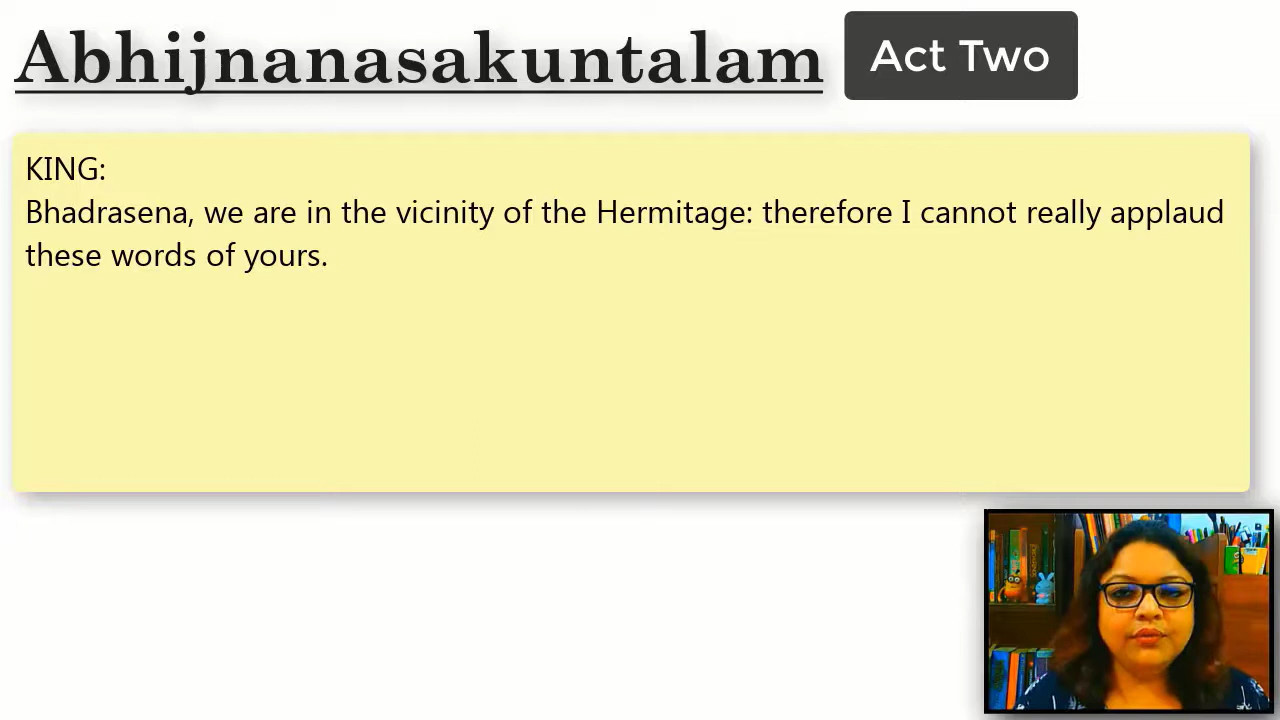 Abhijnanasakuntalam
Act Two
KING:
Bhadrasena, we are in the vicinity of the Hermitage: therefore I cannot really applaud
these words of yours.